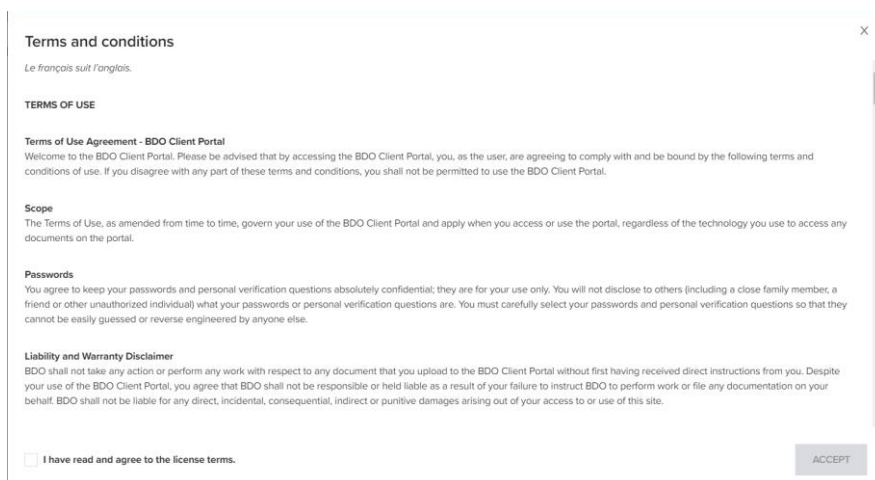 Terms and conditions
X
Le français suit l'anglais.
TERMS OF USE
Terms of Use Agreement - BDO Client Portal
Welcome to the BDO Client Portal. Please be advised that by accessing the BDO Client Portal, you, as the user, are agreeing to comply with and be bound by the following terms and
conditions of use. If you disagree with any part of these terms and conditions, you shall not be permitted to use the BDO Client Portal.
Scope
The Terms of Use, as amended from time to time, govern your use of the BDO Client Portal and apply when you access or use the portal, regardless of the technology you use to access any
documents on the portal.
Passwords
You agree to keep your passwords and personal verification questions absolutely confidential; they are for your use only. You will not disclose to others (including a close family member, a
friend or other unauthorized individual) what your passwords or personal verification questions are. You must carefully select your passwords and personal verification questions so that they
cannot be easily guessed or reverse engineered by anyone else.
Liability and Warranty Disclaimer
BDO shall not take any action or perform any work with respect to any document that you upload to the BDO Client Portal without first having received direct instructions from you. Despite
your use of the BDO Client Portal, you agree that BDO shall not be responsible or held liable as a result of your failure to instruct BDO to perform work or file any documentation on your
behalf. BDO shall not be liable for any direct, incidental, consequential, indirect or punitive damages arising out of your access to or use of this site.
I have read and agree to the license terms.
ACCEPT